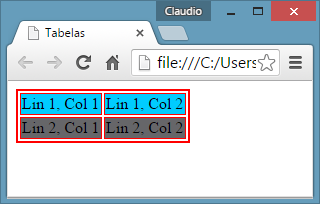 Claudio
Tabelas
file:///C:/Users
Lin 1, Col 1 Lin 1, Col 2
Lin 2, Col 1 Lin 2, Col 2